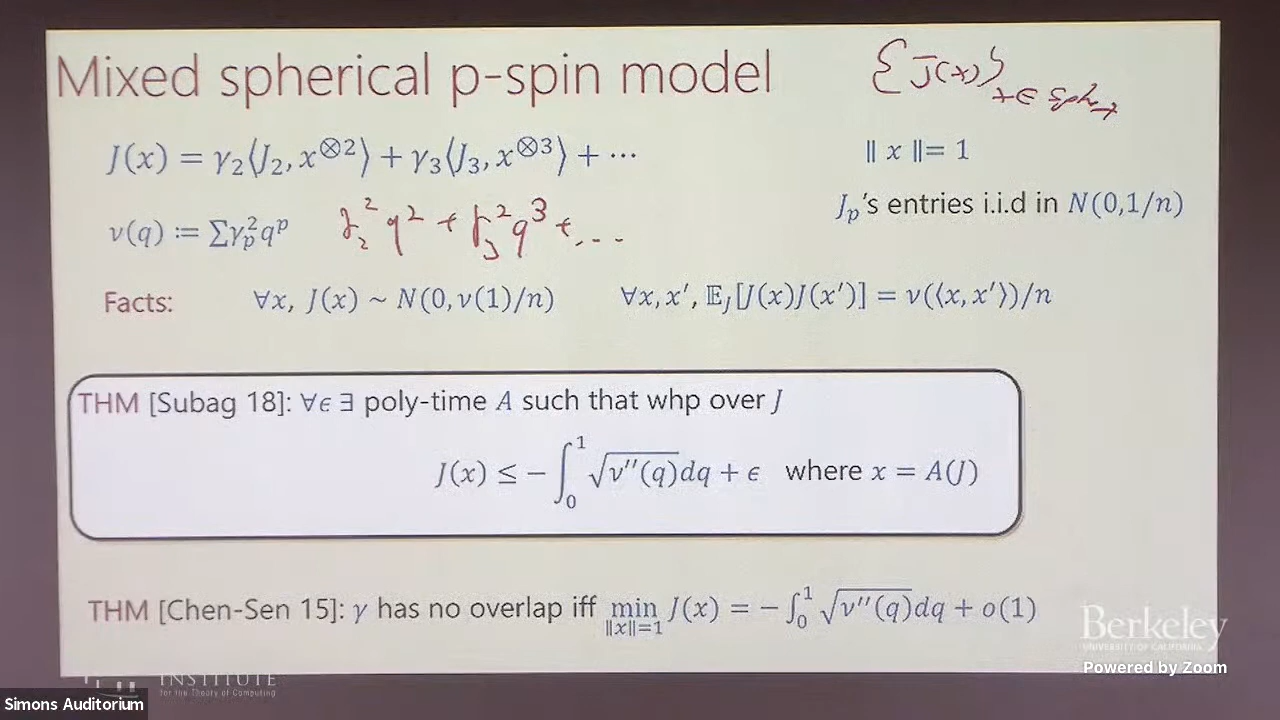 Mixed spherical p-spin model
{J(x)}
x ∈ Sphere
J(x) = γ₂⟨J₂, x^⊗2⟩ + γ₃⟨J₃, x^⊗3⟩ + ⋯
‖ x ‖= 1
J_p's entries i.i.d in N(0,1/n)
ν(q) ≔ Σγ_p²q^p
γ₂² q² + γ₃² q³ + ...
Facts: ∀x, J(x) ~ N(0, ν(1)/n) ∀x, x′, 𝔼_J[J(x)J(x′)] = ν(⟨x, x′⟩)/n
THM [Subag 18]: ∀ϵ ∃ poly-time A such that whp over J
J(x) ≤ − ∫₀¹ √ν′′(q) dq + ϵ where x = A(J)
THM [Chen-Sen 15]: γ has no overlap iff min_{‖x‖=1} J(x) = − ∫₀¹ √ν′′(q) dq + o(1)
Berkeley
UNIVERSITY OF CALIFORNIA
Powered by Zoom
INSTITUTE
for the Theory of Computing
Simons Auditorium